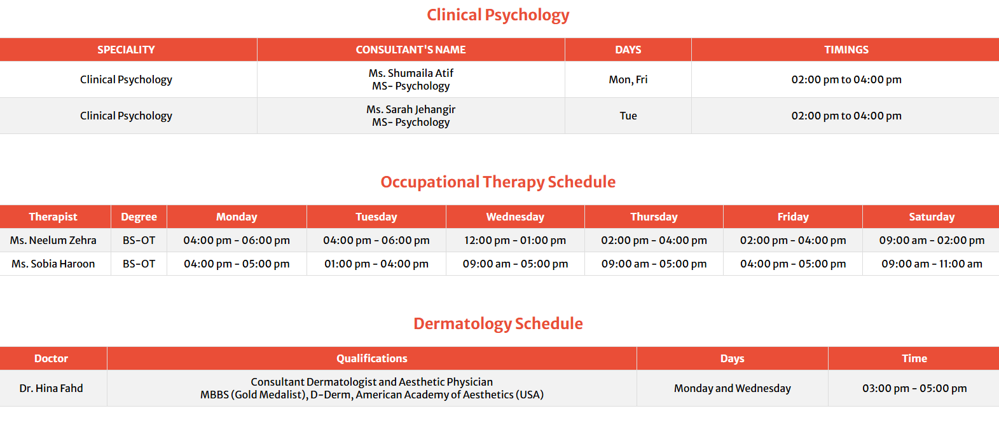 Clinical Psychology
SPECIALITY CONSULTANT'S NAME DAYS TIMINGS
Clinical Psychology Ms. Shumaila Atif Mon, Fri 02:00 pm to 04:00 pm
MS- Psychology
Clinical Psychology Ms. Sarah Jehangir Tue 02:00 pm to 04:00 pm
MS- Psychology
Occupational Therapy Schedule
Therapist Degree Monday Tuesday Wednesday Thursday Friday Saturday
Ms. Neelum Zehra BS-OT 04:00 pm - 06:00 pm 04:00 pm - 06:00 pm 12:00 pm - 01:00 pm 02:00 pm - 04:00 pm 02:00 pm - 04:00 pm 09:00 am - 02:00 pm
Ms. Sobia Haroon BS-OT 04:00 pm - 05:00 pm 01:00 pm - 04:00 pm 09:00 am - 05:00 pm 09:00 am - 05:00 pm 04:00 pm - 05:00 pm 09:00 am - 11:00 am
Dermatology Schedule
Doctor Qualifications Days Time
Dr. Hina Fahd Consultant Dermatologist and Aesthetic Physician Monday and Wednesday 03:00 pm - 05:00 pm
MBBS (Gold Medalist), D-Derm, American Academy of Aesthetics (USA)